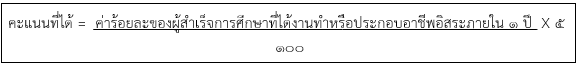 คะแนนที่ได้ = ค่าร้อยละของผู้สำเร็จการศึกษาที่ได้งานทำหรือประกอบอาชีพอิสระภายใน ๑ ปี X ๕
๑๐๐